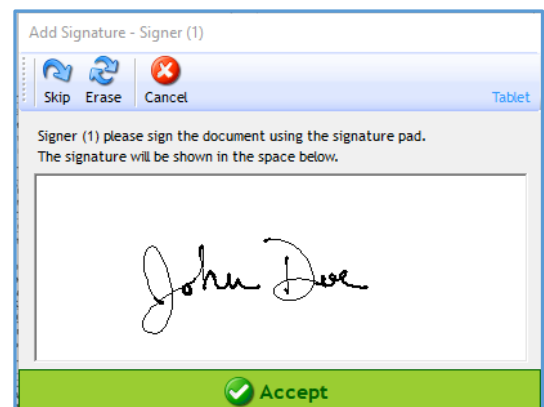 Add Signature - Signer (1)
Skip Erase Cancel Tablet
Signer (1) please sign the document using the signature pad.
The signature will be shown in the space below.
John Doe
Accept